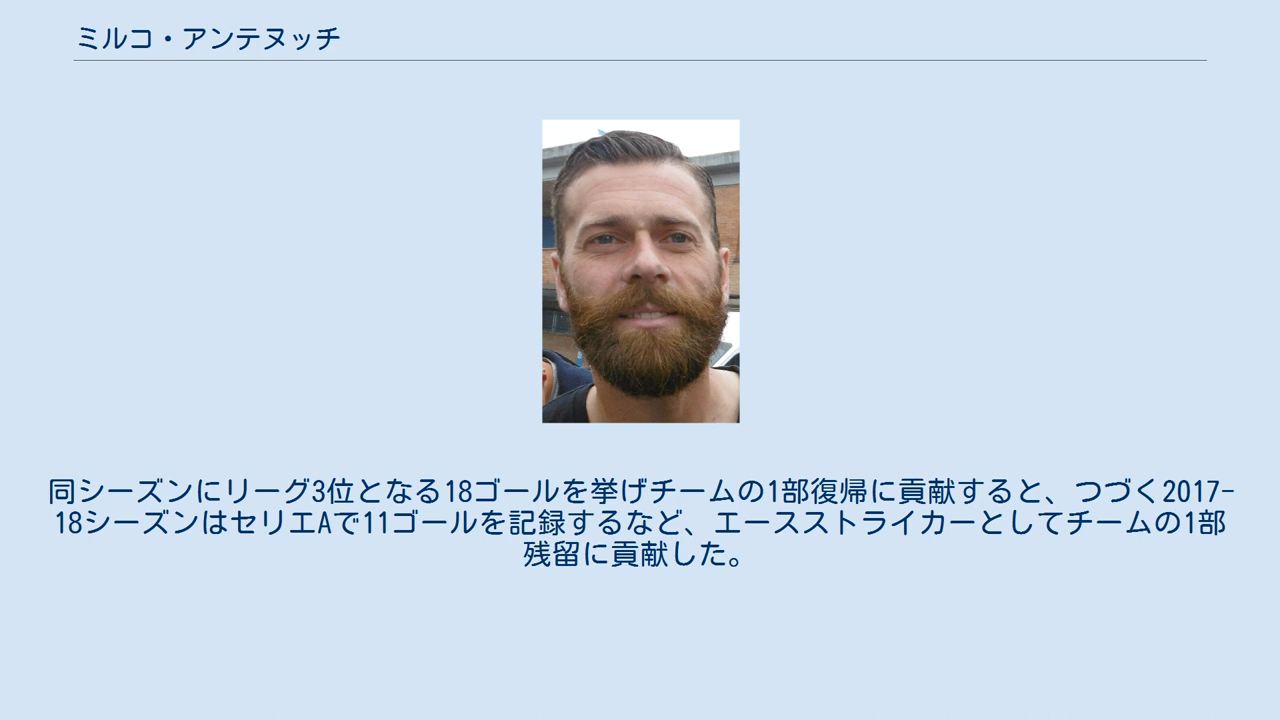 ミルコ・アンテヌッチ
同シーズンにリーグ3位となる18ゴールを挙げチームの1部復帰に貢献すると、つづく2017-
18シーズンはセリエAで11ゴールを記録するなど、エースストライカーとしてチームの1部
残留に貢献した。